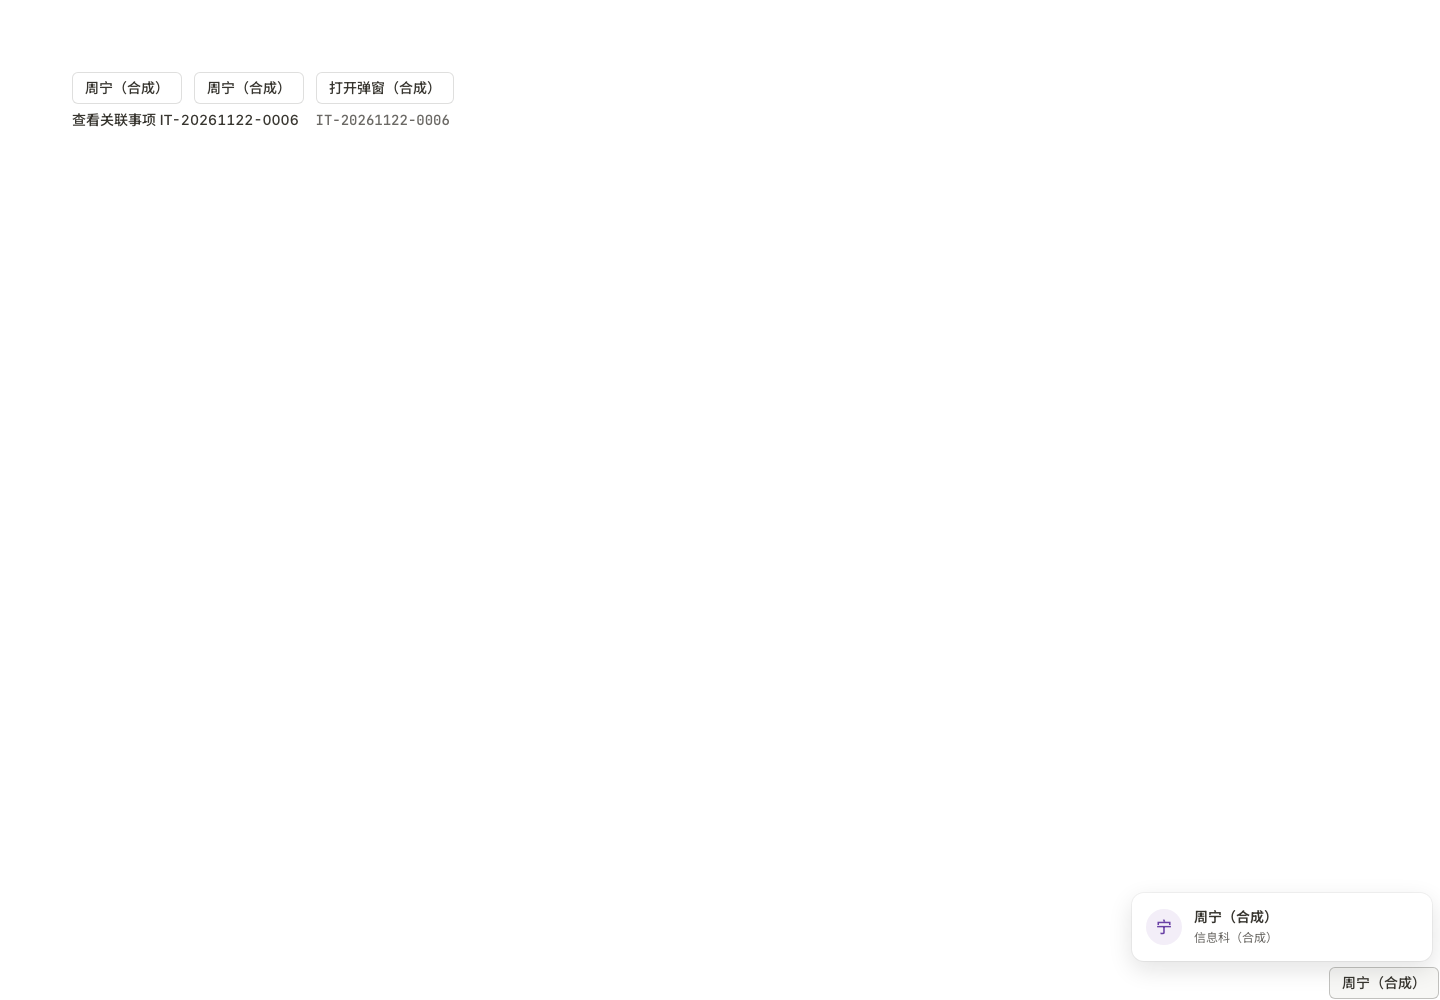 周宁（合成） 周宁（合成） 打开弹窗（合成）
查看关联事项 IT-20261122-0006 IT-20261122-0006
宁
周宁（合成）
信息科（合成）
周宁（合成）